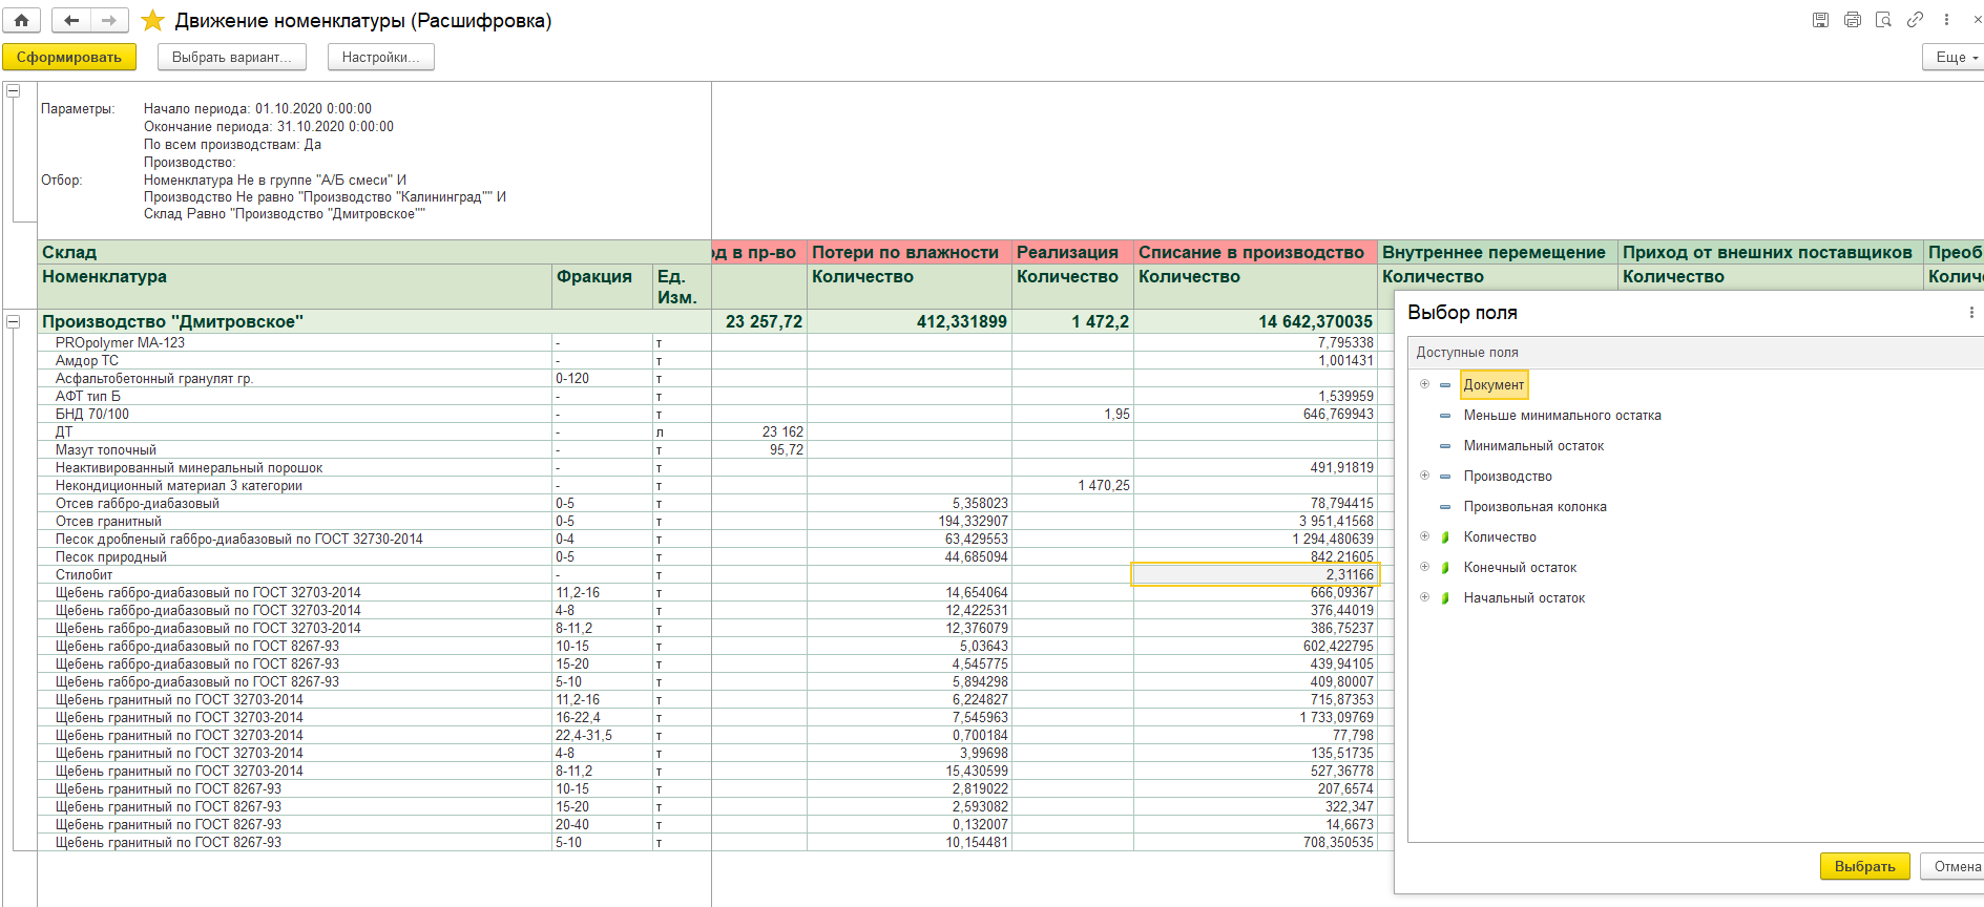 Движение номенклатуры (Расшифровка)
Сформировать Выбрать вариант... Настройки... Еще
Параметры: Начало периода: 01.10.2020 0:00:00
Окончание периода: 31.10.2020 0:00:00
По всем производствам: Да
Производство:
Отбор: Номенклатура Не в группе "А/Б смеси" И
Производство Не равно "Производство "Калининград"" И
Склад Равно "Производство "Дмитровское""
Склад од в пр-во Потери по влажности Реализация Списание в производство Внутреннее перемещение Приход от внешних поставщиков Преоб
Номенклатура Фракция Ед. Изм. Количество Количество Количество Количество Количество Количе
Производство "Дмитровское" 23 257,72 412,331899 1 472,2 14 642,370035
PROpolymer МА-123 - т 7,795338
Амдор ТС - т 1,001431
Асфальтобетонный гранулят гр. 0-120 т
АФТ тип Б - т 1,539959
БНД 70/100 - т 1,95 646,769943
ДТ - л 23 162
Мазут топочный - т 95,72
Неактивированный минеральный порошок - т 491,91819
Некондиционный материал 3 категории - т 1 470,25
Отсев габбро-диабазовый 0-5 т 5,358023 78,794415
Отсев гранитный 0-5 т 194,332907 3 951,41568
Песок дробленый габбро-диабазовый по ГОСТ 32730-2014 0-4 т 63,429553 1 294,480639
Песок природный 0-5 т 44,685094 842,21605
Стилобит - т 2,31166
Щебень габбро-диабазовый по ГОСТ 32703-2014 11,2-16 т 14,654064 666,09367
Щебень габбро-диабазовый по ГОСТ 32703-2014 4-8 т 12,422531 376,44019
Щебень габбро-диабазовый по ГОСТ 32703-2014 8-11,2 т 12,376079 386,75237
Щебень габбро-диабазовый по ГОСТ 8267-93 10-15 т 5,03643 602,422795
Щебень габбро-диабазовый по ГОСТ 8267-93 15-20 т 4,545775 439,94105
Щебень габбро-диабазовый по ГОСТ 8267-93 5-10 т 5,894298 409,80007
Щебень гранитный по ГОСТ 32703-2014 11,2-16 т 6,224827 715,87353
Щебень гранитный по ГОСТ 32703-2014 16-22,4 т 7,545963 1 733,09769
Щебень гранитный по ГОСТ 32703-2014 22,4-31,5 т 0,700184 77,798
Щебень гранитный по ГОСТ 32703-2014 4-8 т 3,99698 135,51735
Щебень гранитный по ГОСТ 32703-2014 8-11,2 т 15,430599 527,36778
Щебень гранитный по ГОСТ 8267-93 10-15 т 2,819022 207,6574
Щебень гранитный по ГОСТ 8267-93 15-20 т 2,593082 322,347
Щебень гранитный по ГОСТ 8267-93 20-40 т 0,132007 14,6673
Щебень гранитный по ГОСТ 8267-93 5-10 т 10,154481 708,350535
Выбор поля
Доступные поля
Документ
Меньше минимального остатка
Минимальный остаток
Производство
Произвольная колонка
Количество
Конечный остаток
Начальный остаток
Выбрать Отмена